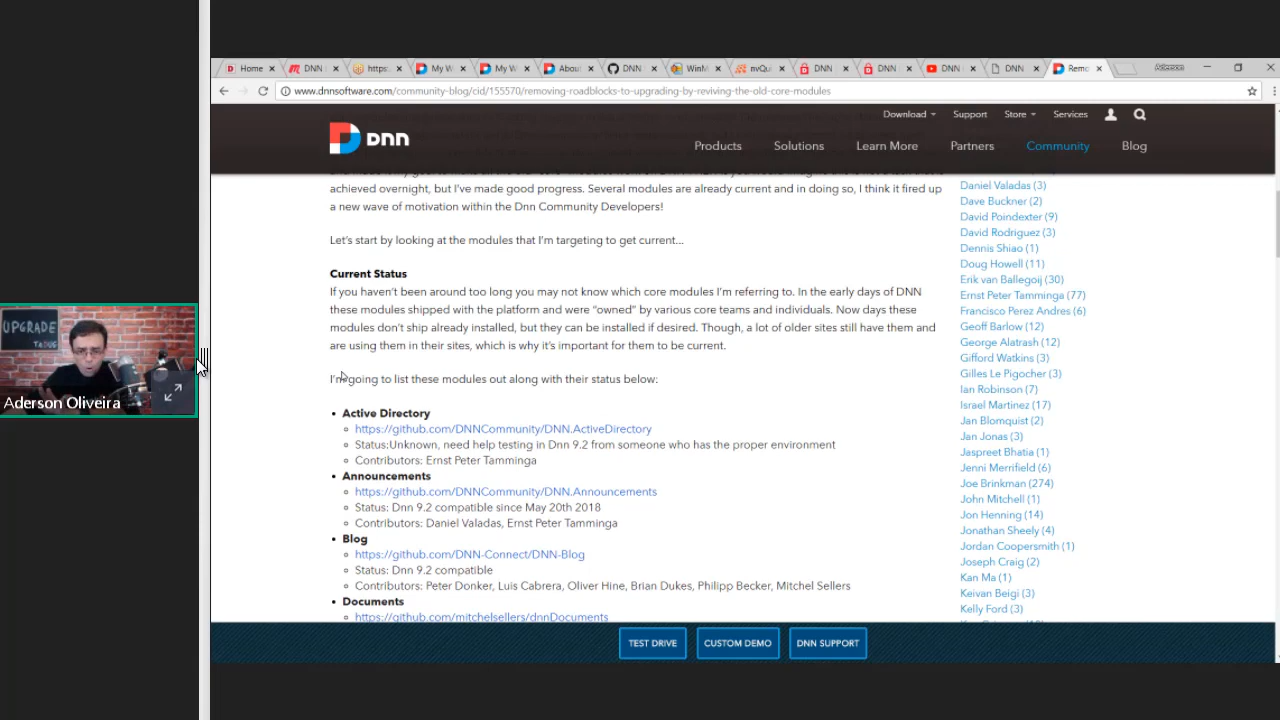 Home
DNN
https:
My W
My W
Abou
DNN
WinM
nvQu
DNN
DNN
DNN
DNN
Remo
Aderson
www.dnnsoftware.com/community-blog/cid/155570/removing-roadblocks-to-upgrading-by-reviving-the-old-core-modules
Download
Support
Store
Services
DNN
Products
Solutions
Learn More
Partners
Community
Blog
achieved overnight, but I've made good progress. Several modules are already current and in doing so, I think it fired up
a new wave of motivation within the Dnn Community Developers!
Let's start by looking at the modules that I'm targeting to get current...
Current Status
If you haven't been around too long you may not know which core modules I'm referring to. In the early days of DNN
these modules shipped with the platform and were "owned" by various core teams and individuals. Now days these
modules don't ship already installed, but they can be installed if desired. Though, a lot of older sites still have them and
are using them in their sites, which is why it's important for them to be current.
I'm going to list these modules out along with their status below:
• Active Directory
https://github.com/DNNCommunity/DNN.ActiveDirectory
Status:Unknown, need help testing in Dnn 9.2 from someone who has the proper environment
Contributors: Ernst Peter Tamminga
• Announcements
https://github.com/DNNCommunity/DNN.Announcements
Status: Dnn 9.2 compatible since May 20th 2018
Contributors: Daniel Valadas, Ernst Peter Tamminga
• Blog
https://github.com/DNN-Connect/DNN-Blog
Status: Dnn 9.2 compatible
Contributors: Peter Donker, Luis Cabrera, Oliver Hine, Brian Dukes, Philipp Becker, Mitchel Sellers
• Documents
https://github.com/mitchelsellers/dnnDocuments
Daniel Valadas (3)
Dave Buckner (2)
David Poindexter (9)
David Rodriguez (3)
Dennis Shiao (1)
Doug Howell (11)
Erik van Ballegoij (30)
Ernst Peter Tamminga (77)
Francisco Perez Andres (6)
Geoff Barlow (12)
George Alatrash (12)
Gifford Watkins (3)
Gilles Le Pigocher (3)
Ian Robinson (7)
Israel Martinez (17)
Jan Blomquist (2)
Jan Jonas (3)
Jaspreet Bhatia (1)
Jenni Merrifield (6)
Joe Brinkman (274)
John Mitchell (1)
Jon Henning (14)
Jonathan Sheely (4)
Jordan Coopersmith (1)
Joseph Craig (2)
Kan Ma (1)
Keivan Beigi (3)
Kelly Ford (3)
TEST DRIVE
CUSTOM DEMO
DNN SUPPORT
UPGRADE
Aderson Oliveira